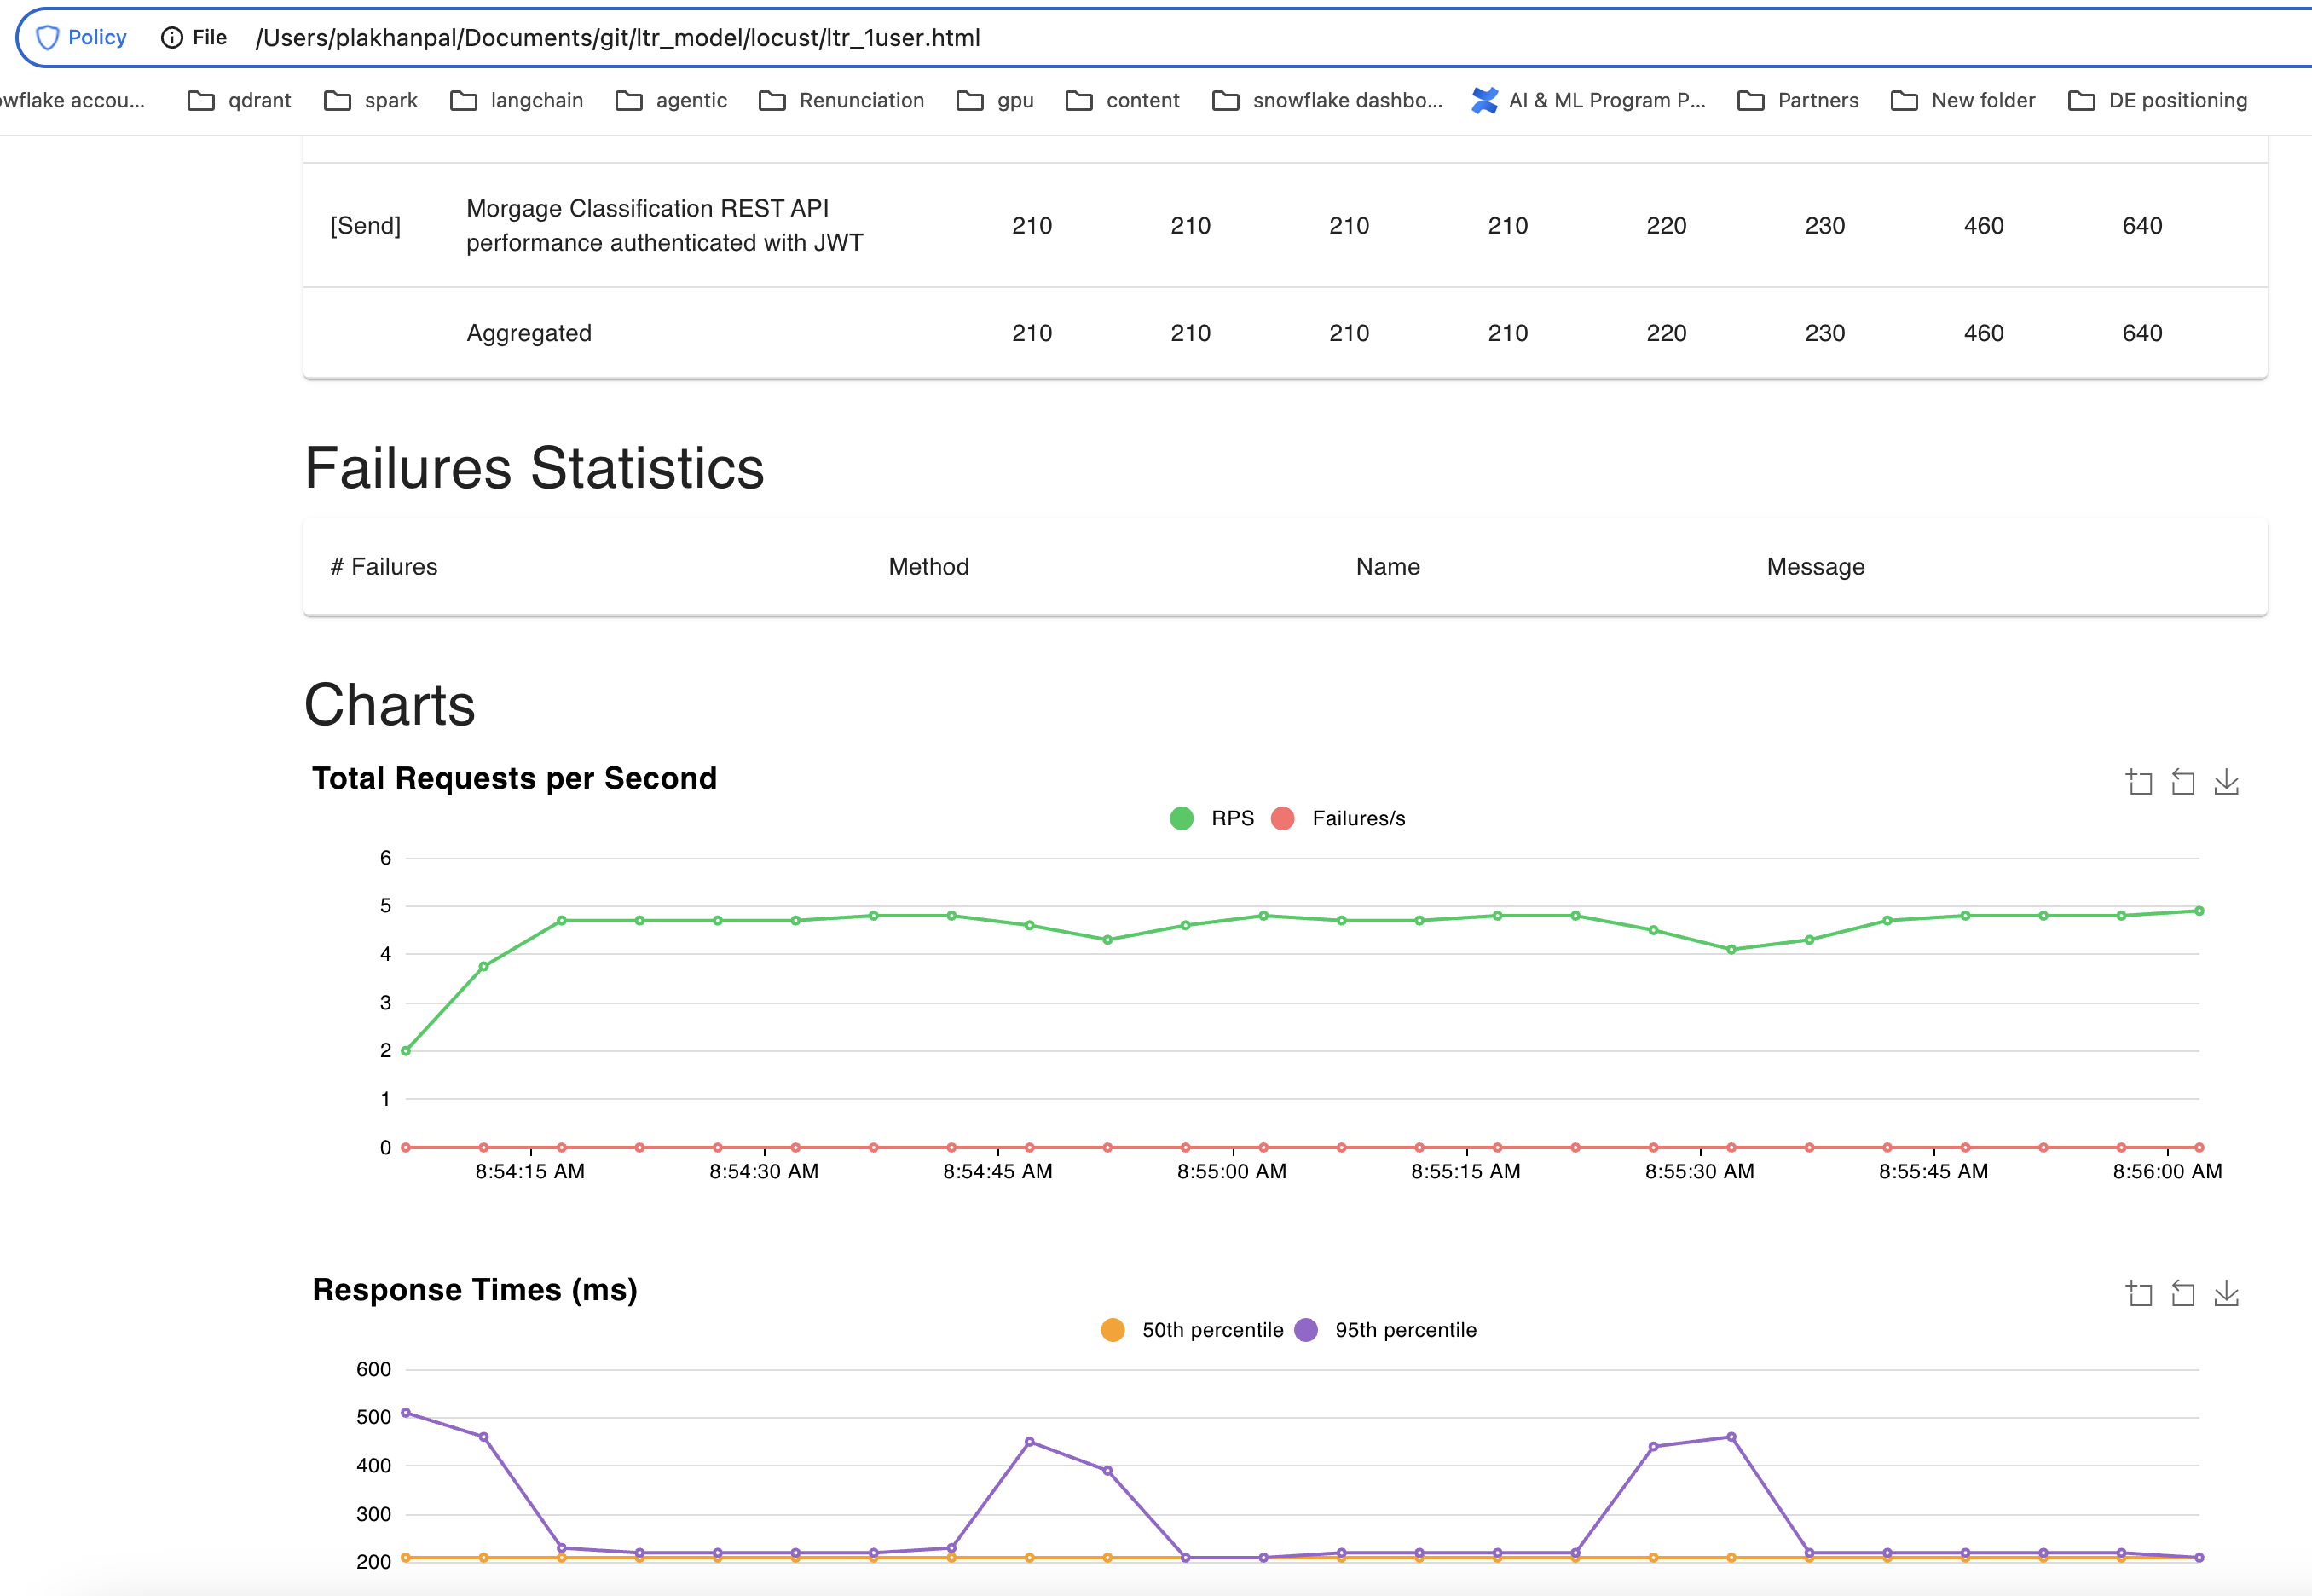 Policy File /Users/plakhanpal/Documents/git/ltr_model/locust/ltr_1user.html
wflake accou... qdrant spark langchain agentic Renunciation gpu content snowflake dashbo... AI & ML Program P... Partners New folder DE positioning
[Send] Morgage Classification REST API 210 210 210 210 220 230 460 640
performance authenticated with JWT
Aggregated 210 210 210 210 220 230 460 640
Failures Statistics
# Failures Method Name Message
Charts
Total Requests per Second
RPS Failures/s
6
5
4
3
2
1
0
8:54:15 AM 8:54:30 AM 8:54:45 AM 8:55:00 AM 8:55:15 AM 8:55:30 AM 8:55:45 AM 8:56:00 AM
Response Times (ms)
50th percentile 95th percentile
600
500
400
300
200